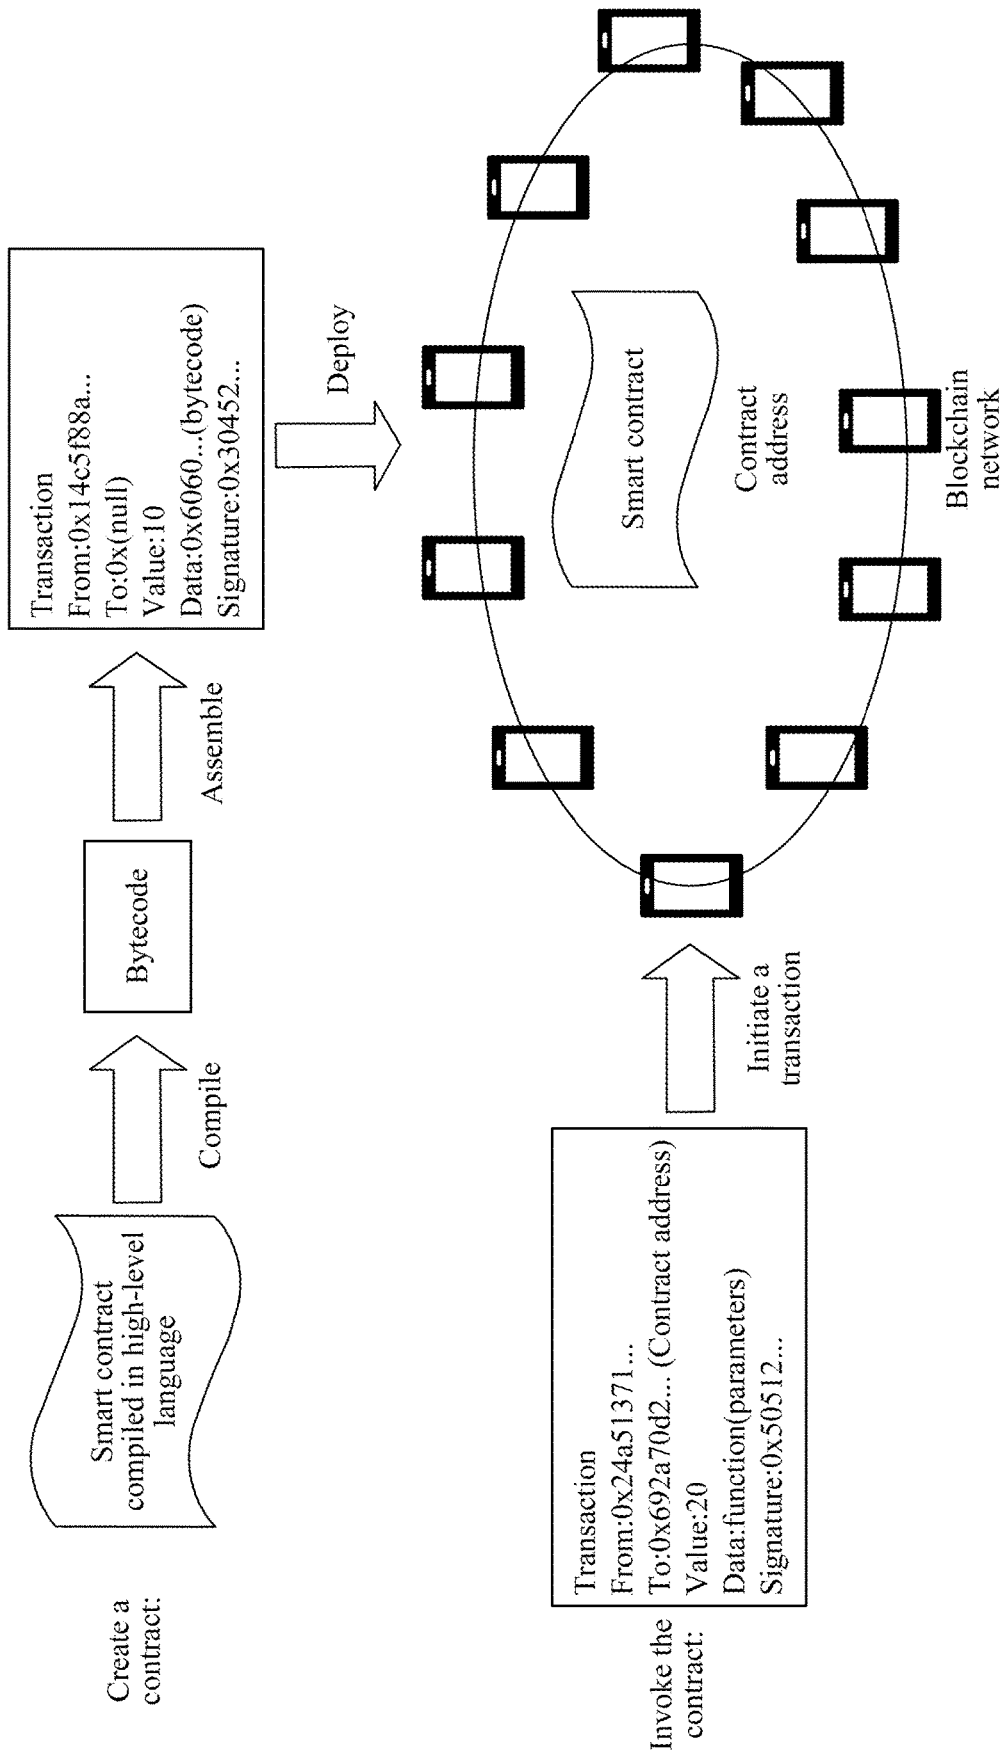 Create a
contract:
Smart contract
compiled in high-level
language
Compile
Bytecode
Assemble
Transaction
From:0x14c5f88a...
To:0x(null)
Value:10
Data:0x6060...(bytecode)
Signature:0x30452...
Deploy
Smart contract
Contract
address
Blockchain
network
Invoke the
contract:
Transaction
From:0x24a51371...
To:0x692a70d2... (Contract address)
Value:20
Data:function(parameters)
Signature:0x50512...
Initiate a
transaction